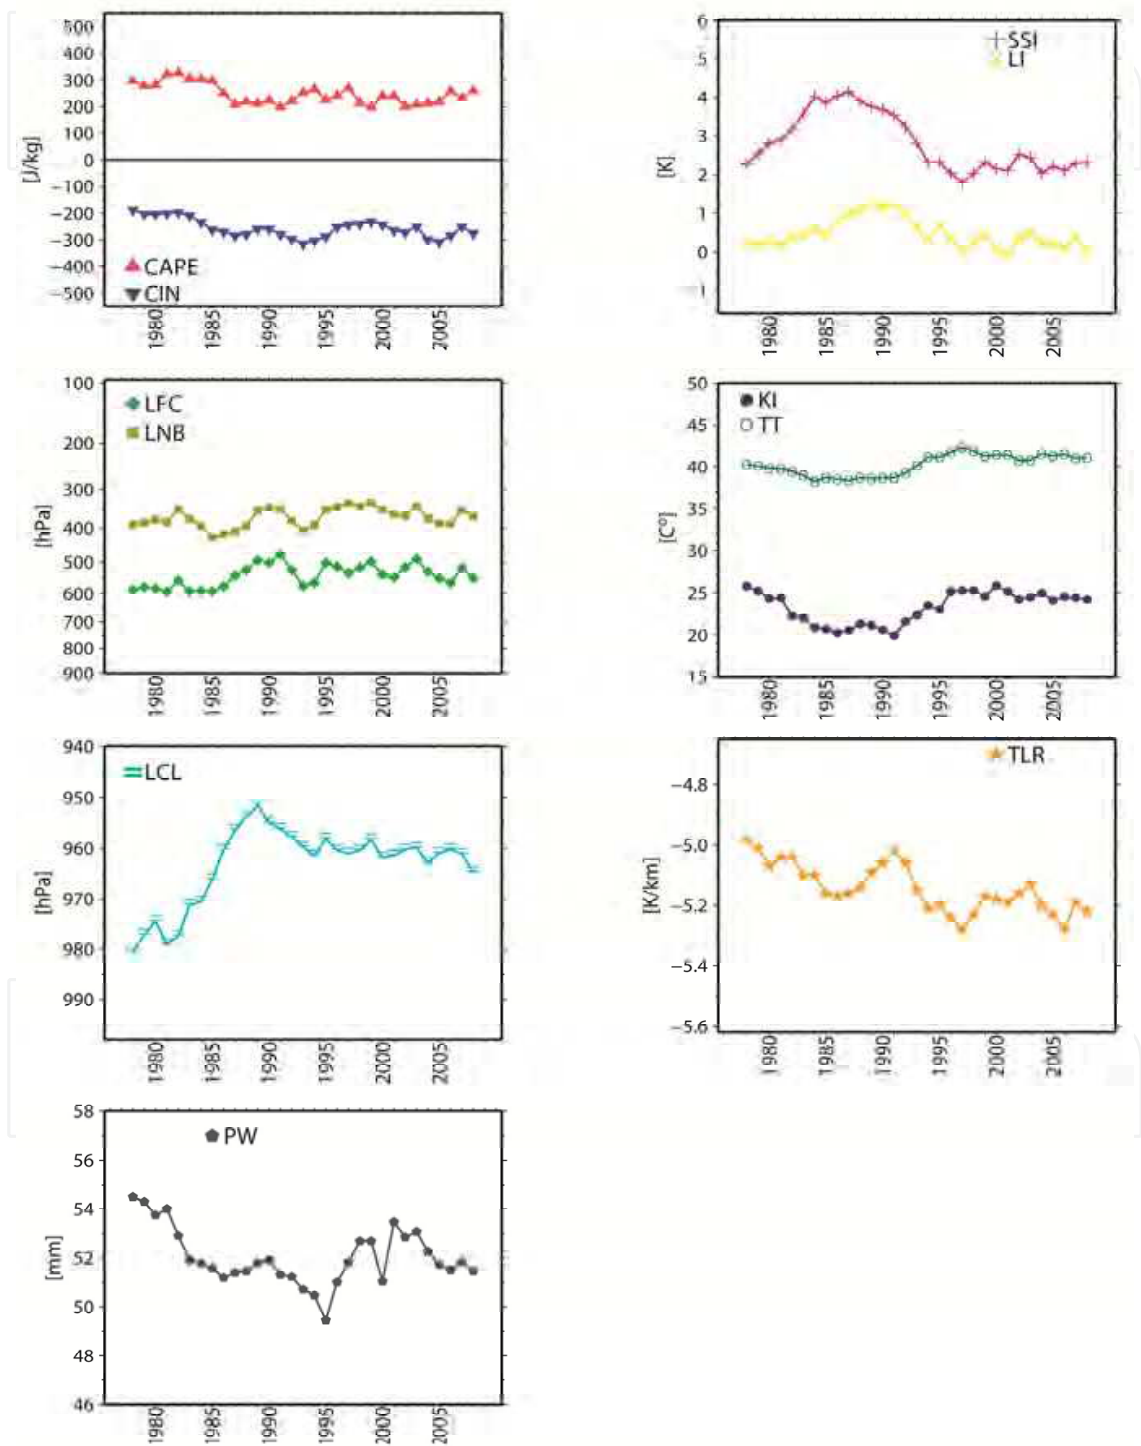 500
400
300
200
100
0
−100
−200
−300
−400
−500
[J/kg]
CAPE
CIN
1980 1985 1990 1995 2000 2005
6
5
4
3
2
1
0
1
[K]
SSI
LI
1980 1985 1990 1995 2000 2005
100
200
300
400
500
600
700
800
900
[hPa]
LFC
LNB
1980 1985 1990 1995 2000 2005
50
45
40
35
30
25
20
15
[Cº]
KI
TT
1980 1985 1990 1995 2000 2005
940
950
960
970
980
990
[hPa]
LCL
1980 1985 1990 1995 2000 2005
−4.8
−5.0
−5.2
−5.4
−5.6
[K/km]
TLR
1980 1985 1990 1995 2000 2005
58
56
54
52
50
48
46
[mm]
PW
1980 1985 1990 1995 2000 2005